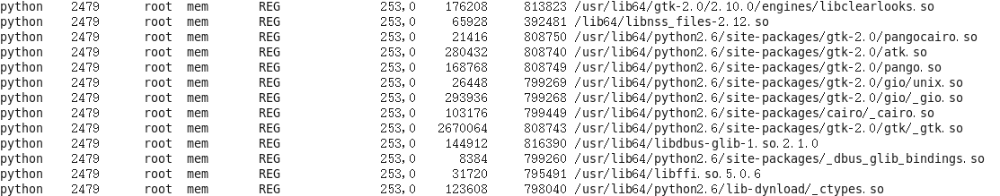 python 2479 root mem REG 253,0 176208 813823 /usr/lib64/gtk-2.0/2.10.0/engines/libclearlooks.so
python 2479 root mem REG 253,0 65928 392481 /lib64/libnss_files-2.12.so
python 2479 root mem REG 253,0 21416 808750 /usr/lib64/python2.6/site-packages/gtk-2.0/pangocairo.so
python 2479 root mem REG 253,0 280432 808740 /usr/lib64/python2.6/site-packages/gtk-2.0/atk.so
python 2479 root mem REG 253,0 168768 808749 /usr/lib64/python2.6/site-packages/gtk-2.0/pango.so
python 2479 root mem REG 253,0 26448 799269 /usr/lib64/python2.6/site-packages/gtk-2.0/gio/unix.so
python 2479 root mem REG 253,0 293936 799268 /usr/lib64/python2.6/site-packages/gtk-2.0/gio/_gio.so
python 2479 root mem REG 253,0 103176 799449 /usr/lib64/python2.6/site-packages/cairo/_cairo.so
python 2479 root mem REG 253,0 2670064 808743 /usr/lib64/python2.6/site-packages/gtk-2.0/gtk/_gtk.so
python 2479 root mem REG 253,0 144912 816390 /usr/lib64/libdbus-glib-1.so.2.1.0
python 2479 root mem REG 253,0 8384 799260 /usr/lib64/python2.6/site-packages/_dbus_glib_bindings.so
python 2479 root mem REG 253,0 31720 795491 /usr/lib64/libffi.so.5.0.6
python 2479 root mem REG 253,0 123608 798040 /usr/lib64/python2.6/lib-dynload/_ctypes.so